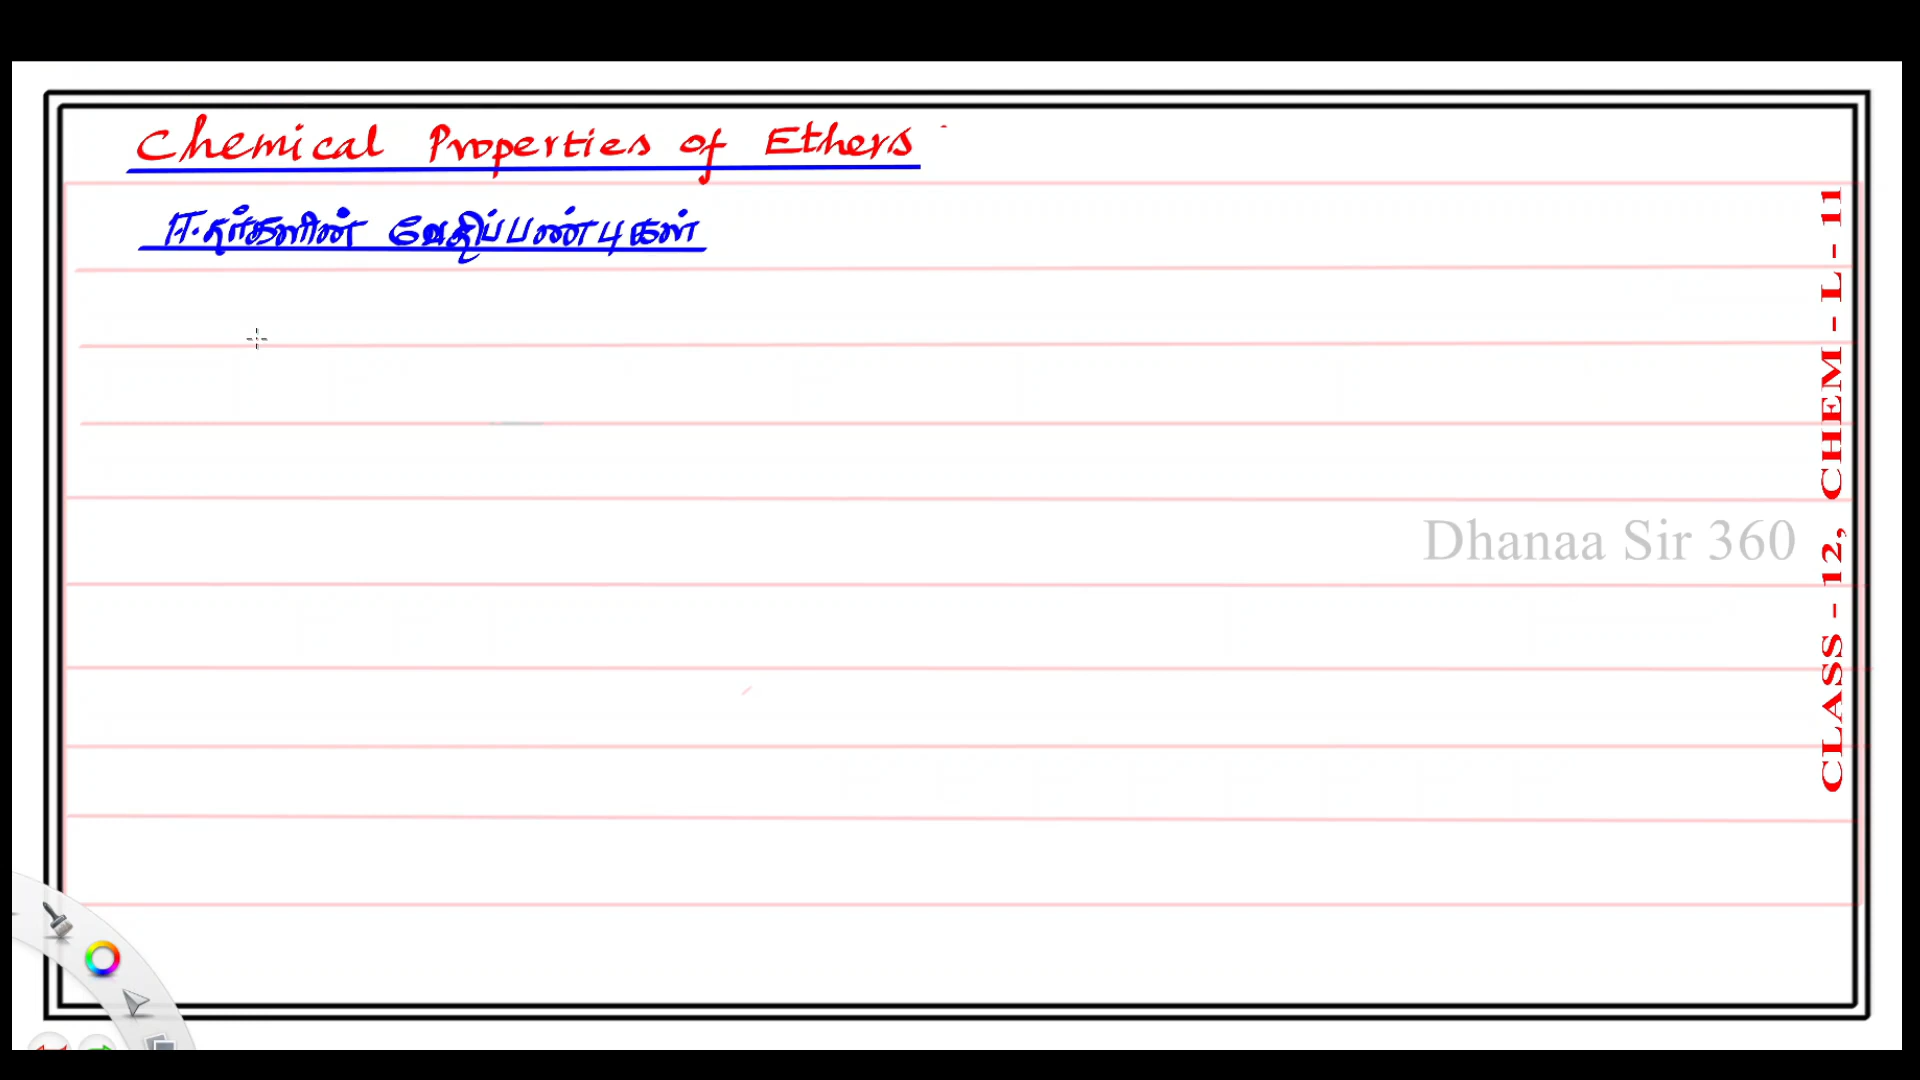 Chemical Properties of Ethers
ஈதர்களின் வேதிப்பண்புகள்
Dhanaa Sir 360
CLASS - 12, CHEM - L - 11